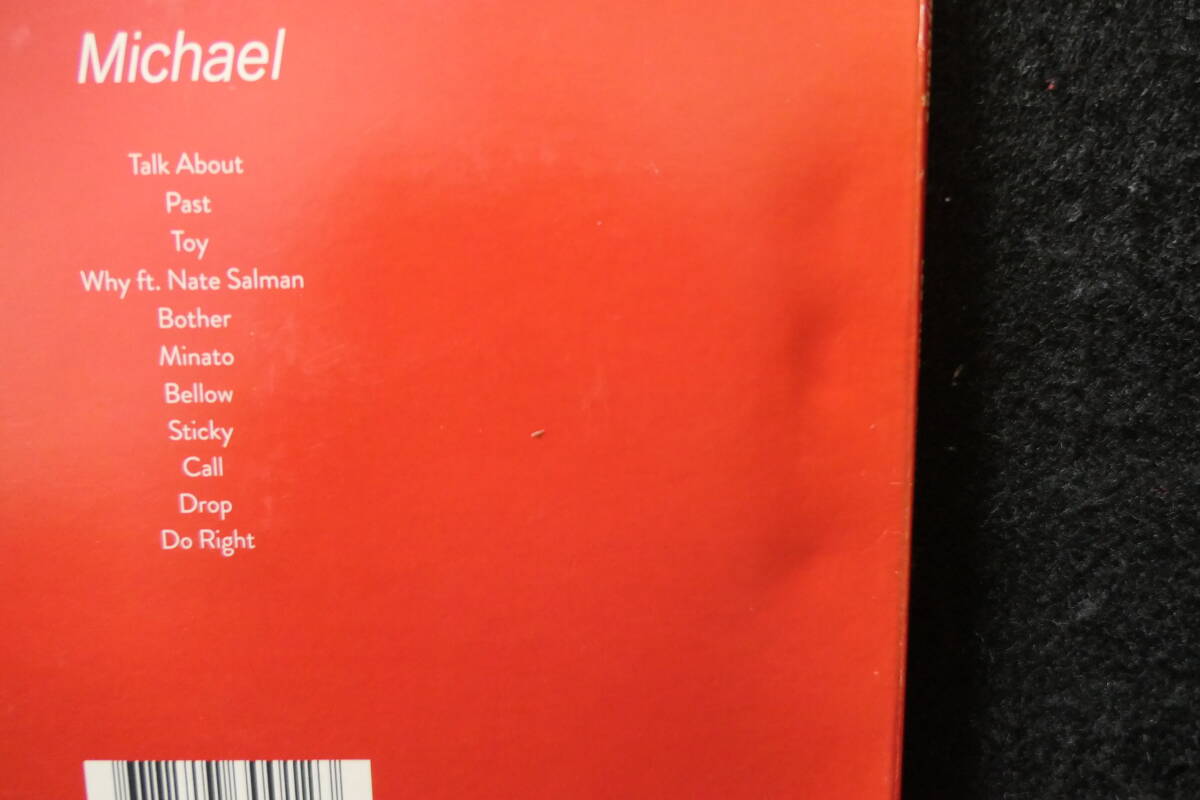 Michael
Talk About
Past
Toy
Why ft. Nate Salman
Bother
Minato
Bellow
Sticky
Call
Drop
Do Right